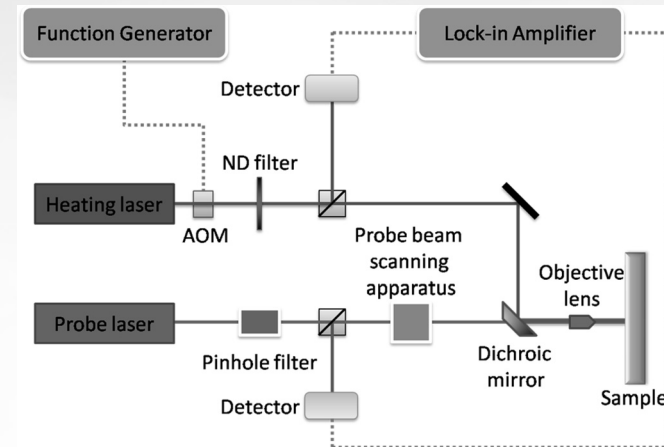 Function Generator
Lock-in Amplifier
Detector
ND filter
Heating laser
AOM
Probe beam
scanning
apparatus
Objective
lens
Probe laser
Pinhole filter
Dichroic
mirror
Detector
Sample